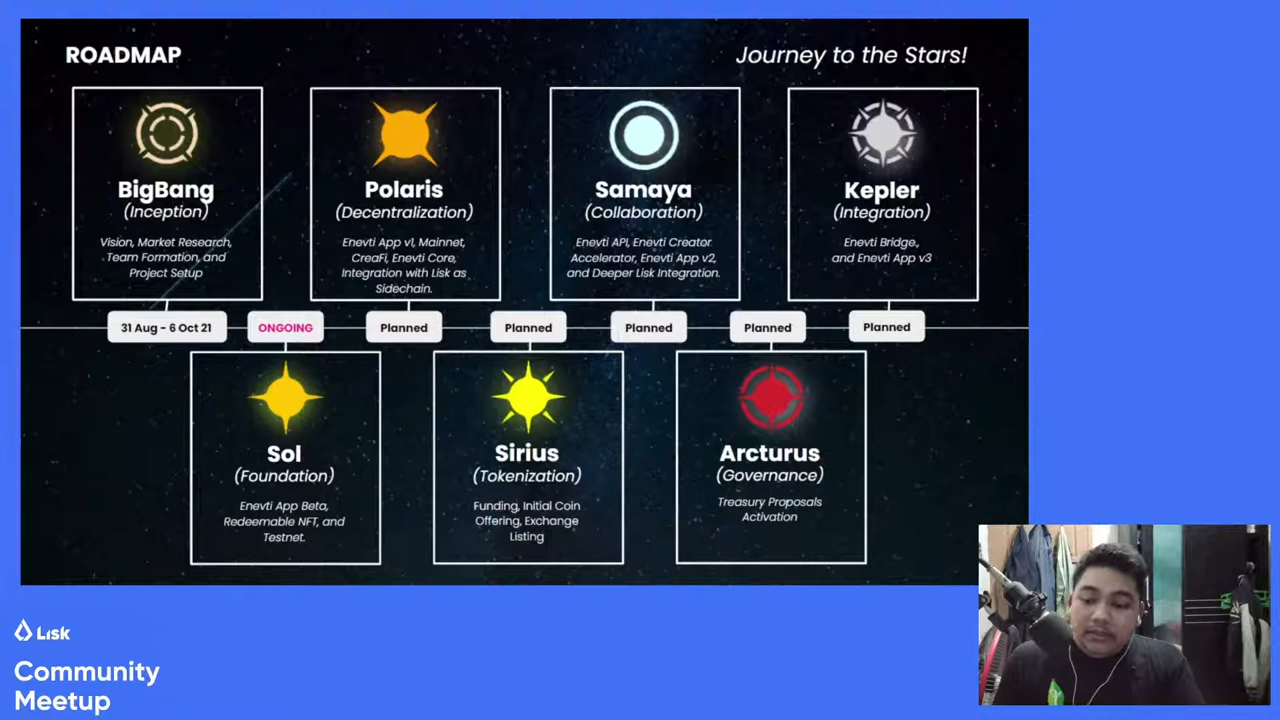 ROADMAP
Journey to the Stars!
BigBang
(Inception)
Vision, Market Research,
Team Formation, and
Project Setup
Polaris
(Decentralization)
Enevti App v1, Mainnet,
CreaFi, Enevti Core,
Integration with Lisk as
Sidechain.
Samaya
(Collaboration)
Enevti API, Enevti Creator
Accelerator, Enevti App v2,
and Deeper Lisk Integration.
Kepler
(Integration)
Enevti Bridge.,
and Enevti App v3
31 Aug - 6 Oct 21
ONGOING
Planned
Planned
Planned
Planned
Planned
Sol
(Foundation)
Enevti App Beta,
Redeemable NFT, and
Testnet.
Sirius
(Tokenization)
Funding, Initial Coin
Offering, Exchange
Listing
Arcturus
(Governance)
Treasury Proposals
Activation
Lisk
Community
Meetup